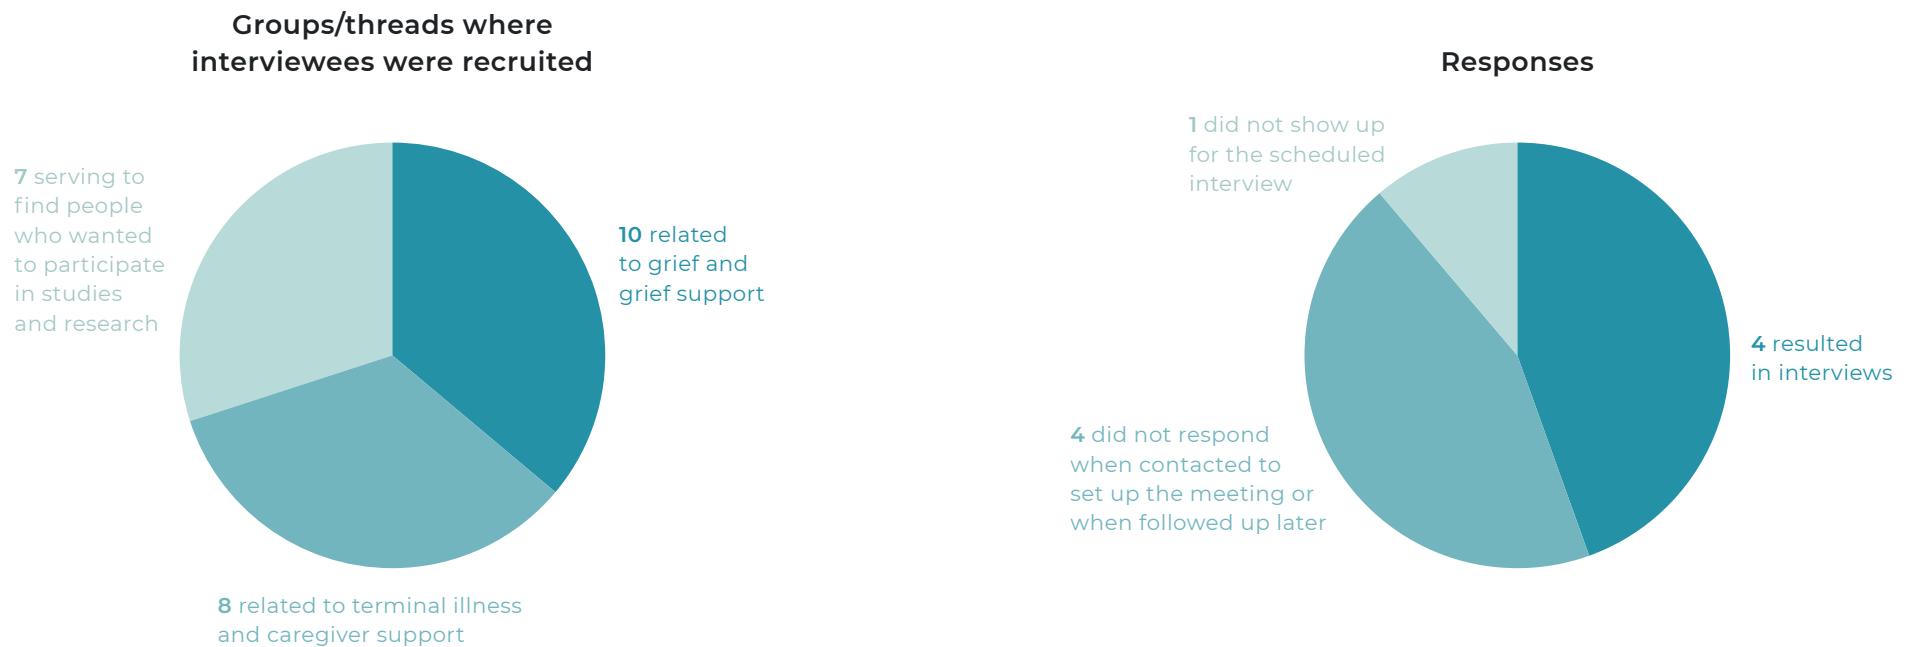 Groups/threads where
interviewees were recruited
7 serving to
find people
who wanted
to participate
in studies
and research
10 related
to grief and
grief support
8 related to terminal illness
and caregiver support
Responses
1 did not show up
for the scheduled
interview
4 resulted
in interviews
4 did not respond
when contacted to
set up the meeting or
when followed up later